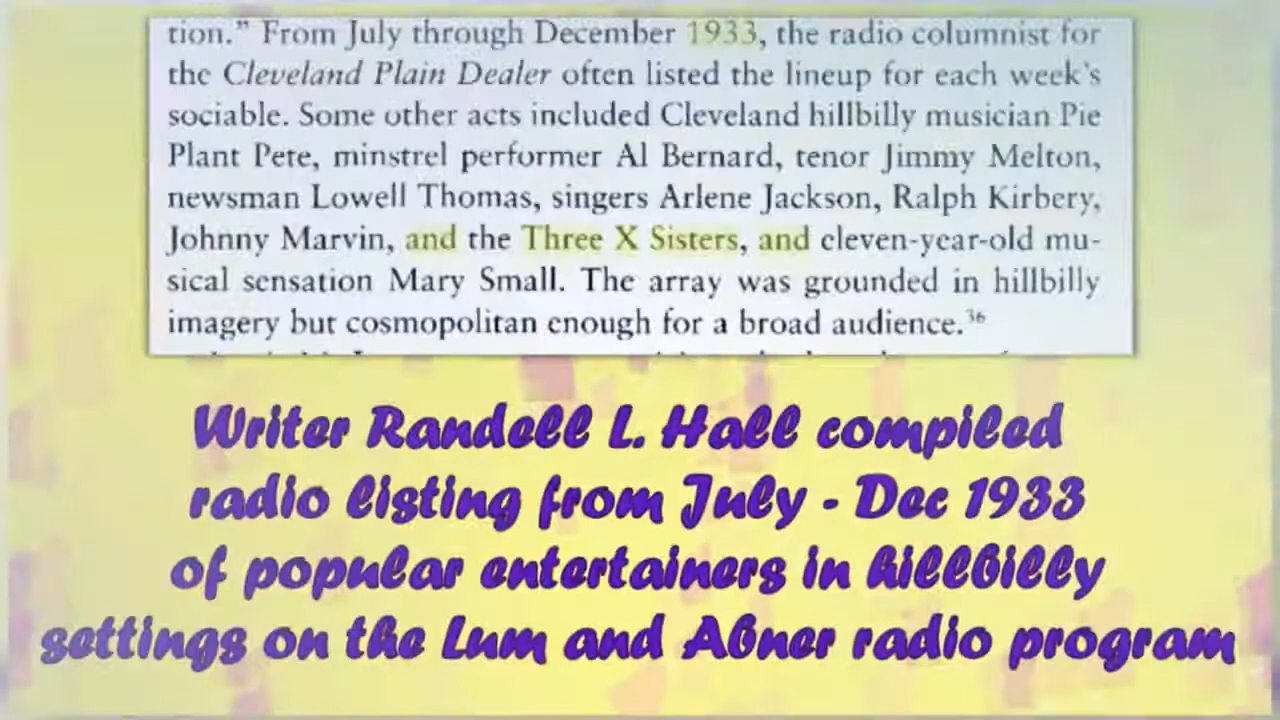 tion." From July through December 1933, the radio columnist for
the Cleveland Plain Dealer often listed the lineup for each week's
sociable. Some other acts included Cleveland hillbilly musician Pie
Plant Pete, minstrel performer Al Bernard, tenor Jimmy Melton,
newsman Lowell Thomas, singers Arlene Jackson, Ralph Kirbery,
Johnny Marvin, and the Three X Sisters, and eleven-year-old mu-
sical sensation Mary Small. The array was grounded in hillbilly
imagery but cosmopolitan enough for a broad audience.36
Writer Randell L. Hall compiled
radio listing from July - Dec 1933
of popular entertainers in hillbilly
settings on the Lum and Abner radio program